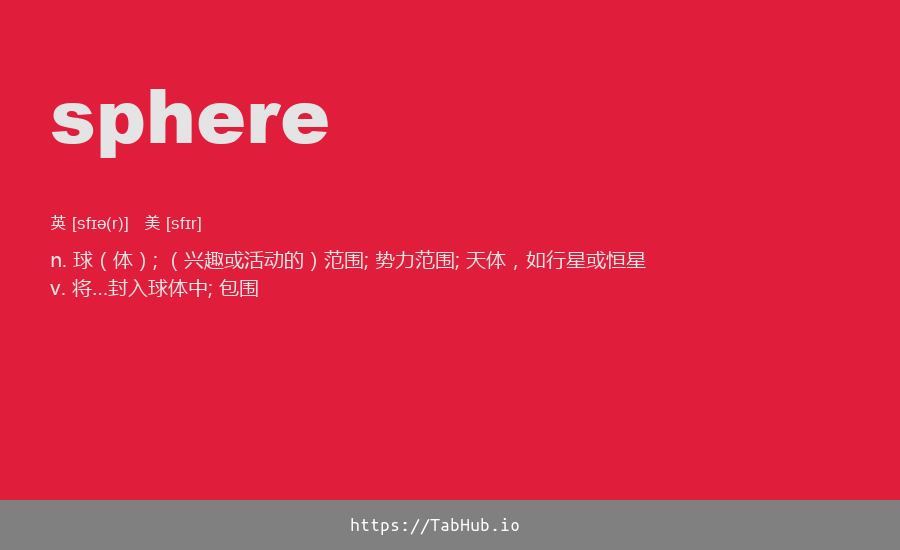 sphere
英 [sfɪə(r)] 美 [sfɪr]
n. 球（体）; （兴趣或活动的）范围; 势力范围; 天体，如行星或恒星
v. 将...封入球体中; 包围
https://TabHub.io